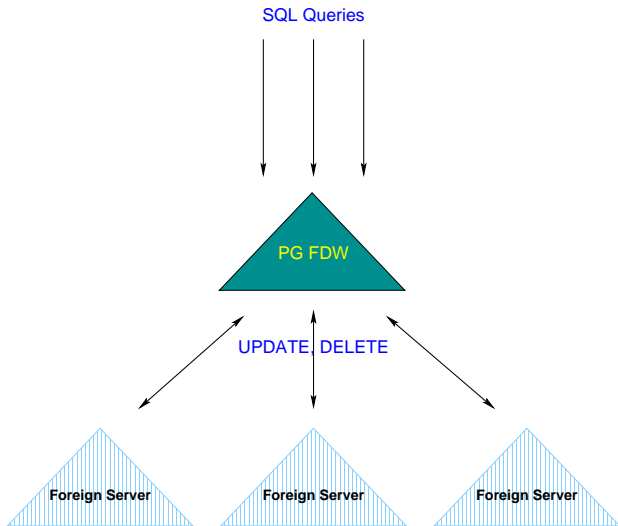 SQL Queries
PG FDW
UPDATE, DELETE
Foreign Server
Foreign Server
Foreign Server